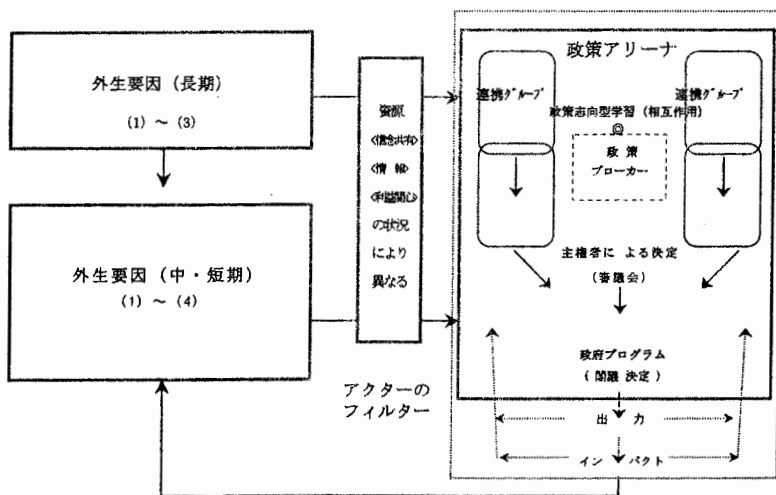 外生要因（長期）
(1) ～ (3)
外生要因（中・短期）
(1) ～ (4)
資源
<信念共有>
<情 報>
<利益関心>
の状況
により
異なる
アクターの
フィルター
政策アリーナ
連携グループ
連携グループ
政策志向型学習（相互作用）
◎
政 策
ブローカー
主権者に よる決定
(審議会)
政府プログラム
( 閣議 決定 )
出 力
イン パクト